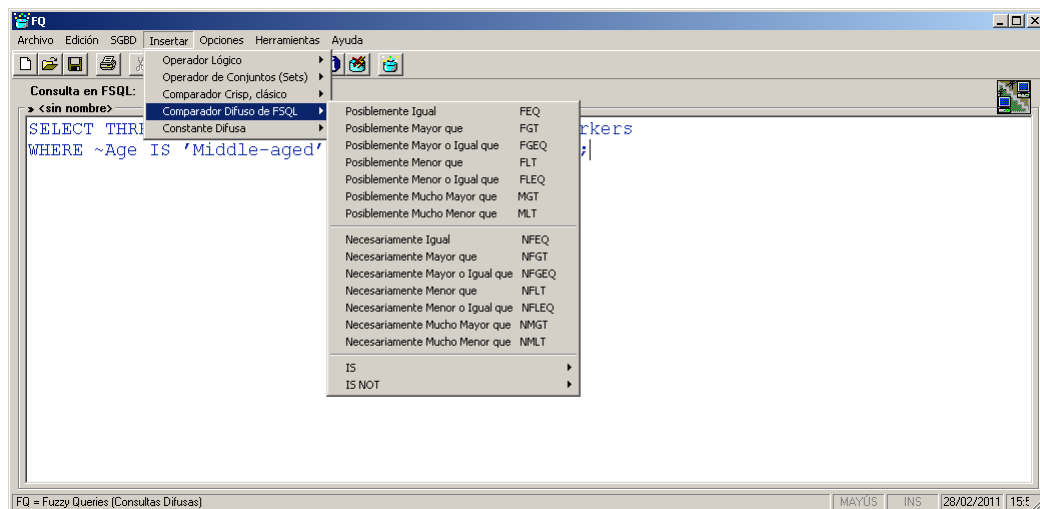 FQ
Archivo Edición SGBD Insertar Opciones Herramientas Ayuda
Consulta en FSQL:
> <sin nombre>
Operador Lógico
Operador de Conjuntos (Sets)
Comparador Crisp, clásico
Comparador Difuso de FSQL
Constante Difusa
Posiblemente Igual FEQ
Posiblemente Mayor que FGT
Posiblemente Mayor o Igual que FGEQ
Posiblemente Menor que FLT
Posiblemente Menor o Igual que FLEQ
Posiblemente Mucho Mayor que MGT
Posiblemente Mucho Menor que MLT
Necesariamente Igual NFEQ
Necesariamente Mayor que NFGT
Necesariamente Mayor o Igual que NFGEQ
Necesariamente Menor que NFLT
Necesariamente Menor o Igual que NFLEQ
Necesariamente Mucho Mayor que NMGT
Necesariamente Mucho Menor que NMLT
IS
IS NOT
SELECT
WHERE ~Age IS 'Middle-aged' ;
FQ = Fuzzy Queries (Consultas Difusas) MAYÚS INS 28/02/2011